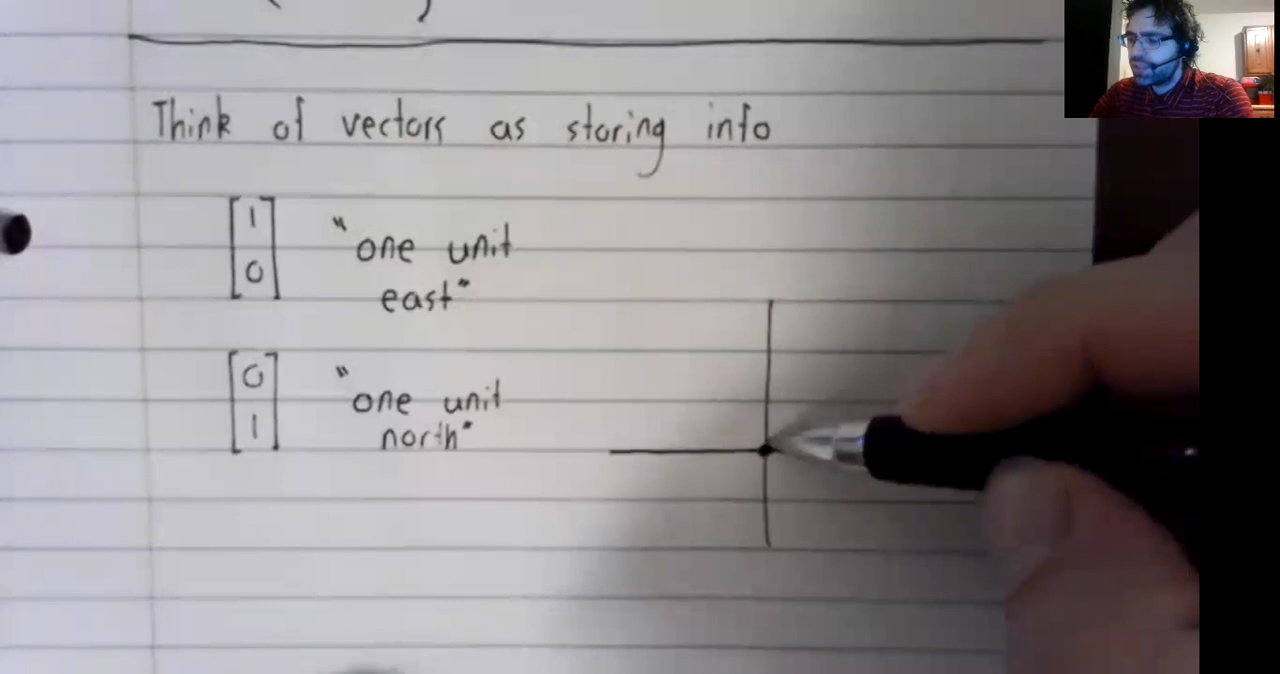 Think of vectors as storing info
[1 0] "one unit
east"
[0 1] "one unit
north"